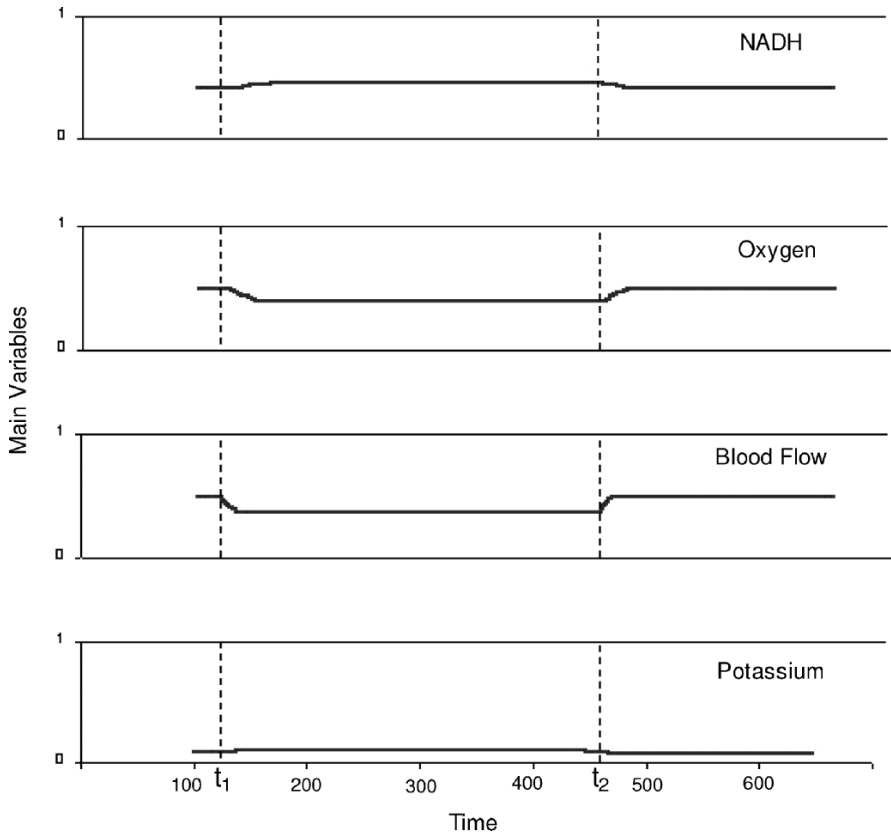 1
NADH
0
1
Oxygen
0
Main Variables
1
Blood Flow
0
1
Potassium
0
100 t1 200 300 400 t2 500 600
Time